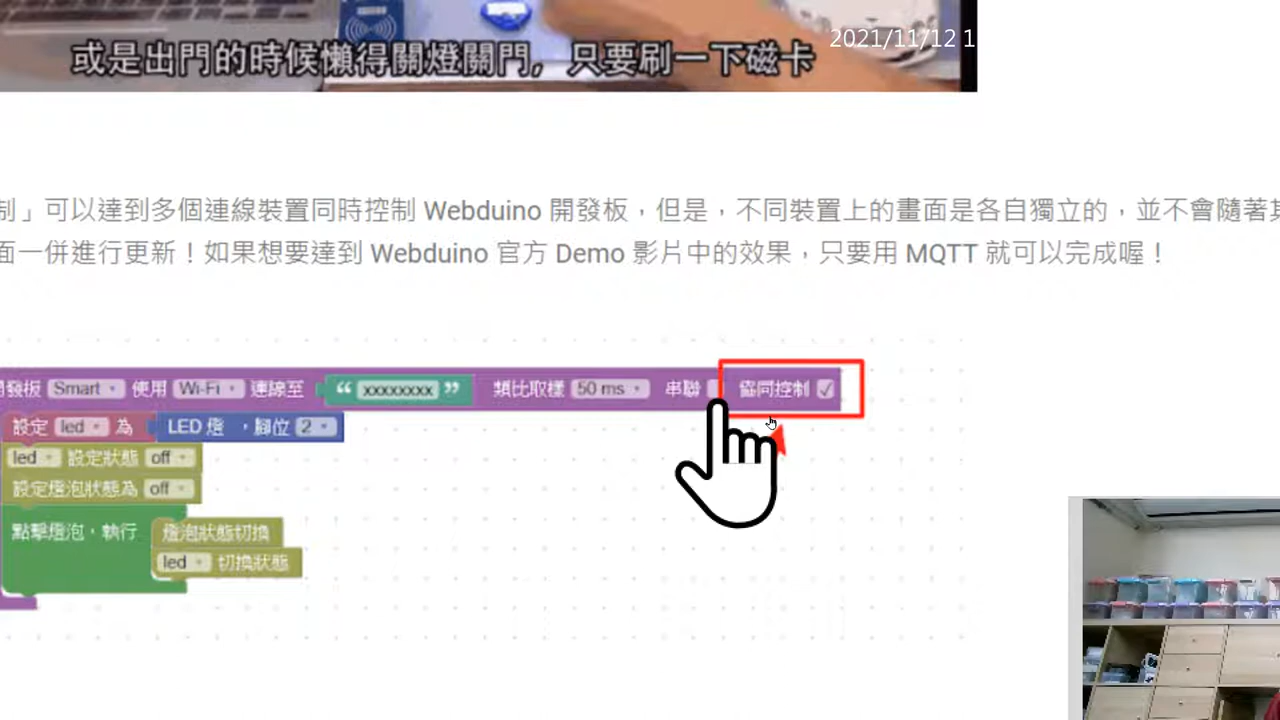 2021/11/12 1
或是出門的時候懶得關燈關門，只要刷一下磁卡
制」可以達到多個連線裝置同時控制 Webduino 開發板，但是，不同裝置上的畫面是各自獨立的，並不會隨著其
面一併進行更新！如果想要達到 Webduino 官方 Demo 影片中的效果，只要用 MQTT 就可以完成喔！
開發板 Smart 使用 Wi-Fi 連線至 “ xxxxxxxx ” 類比取樣 50 ms 串聯 協同控制 ✓
設定 led 為 LED 燈 ，腳位 2
led 設定狀態 off
設定燈泡狀態為 off
點擊燈泡，執行 燈泡狀態切換
led 切換狀態